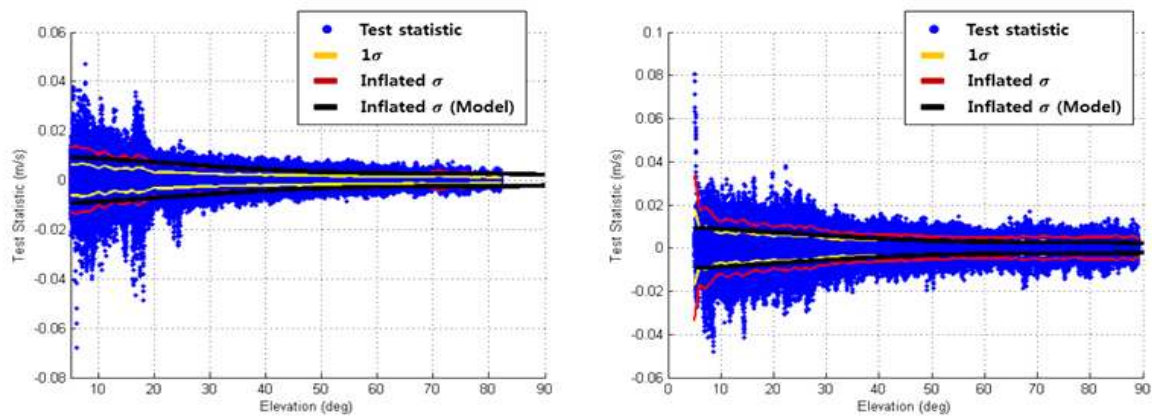 Test statistic
1σ
Inflated σ
Inflated σ (Model)
0.06
0.04
0.02
0
-0.02
-0.04
-0.06
-0.08
Test Statistic (m/s)
10 20 30 40 50 60 70 80 90
Elevation (deg)
Test statistic
1σ
Inflated σ
Inflated σ (Model)
0.1
0.08
0.06
0.04
0.02
0
-0.02
-0.04
-0.06
Test Statistic (m/s)
0 10 20 30 40 50 60 70 80 90
Elevation (deg)